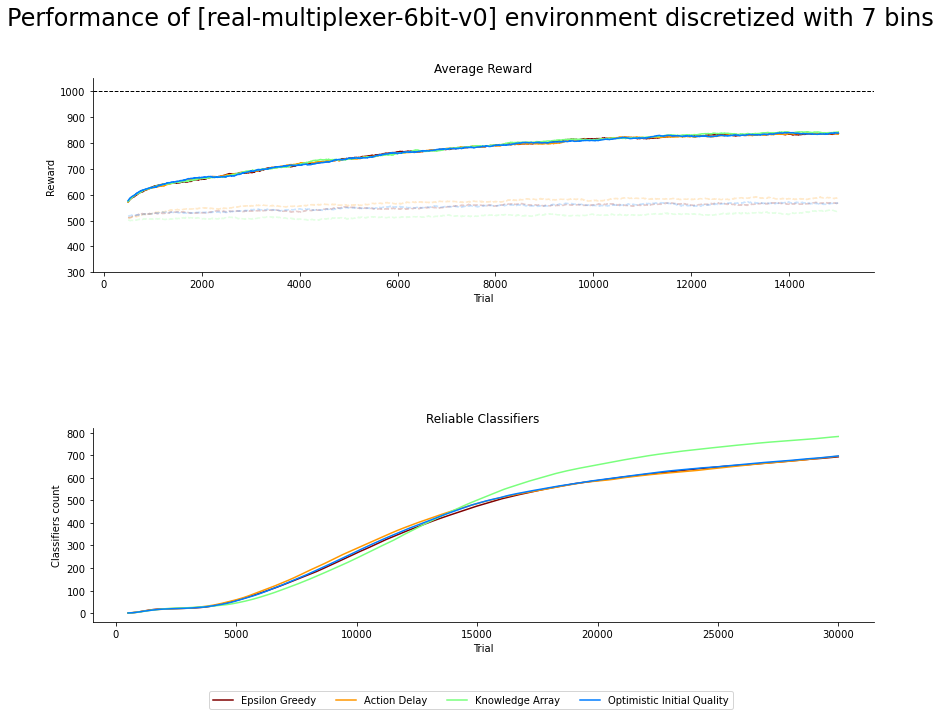 Performance of [real-multiplexer-6bit-v0] environment discretized with 7 bins
Average Reward
1000
900
800
700
600
500
400
300
Reward
0 2000 4000 6000 8000 10000 12000 14000
Trial
Reliable Classifiers
800
700
600
500
400
300
200
100
0
Classifiers count
0 5000 10000 15000 20000 25000 30000
Trial
Epsilon Greedy Action Delay Knowledge Array Optimistic Initial Quality